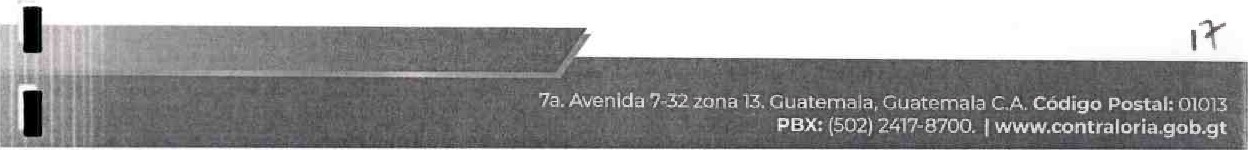 17
7a. Avenida 7-32 zona 13. Guatemala, Guatemala C.A. Código Postal: 01013
PBX: (502) 2417-8700. | www.contraloria.gob.gt